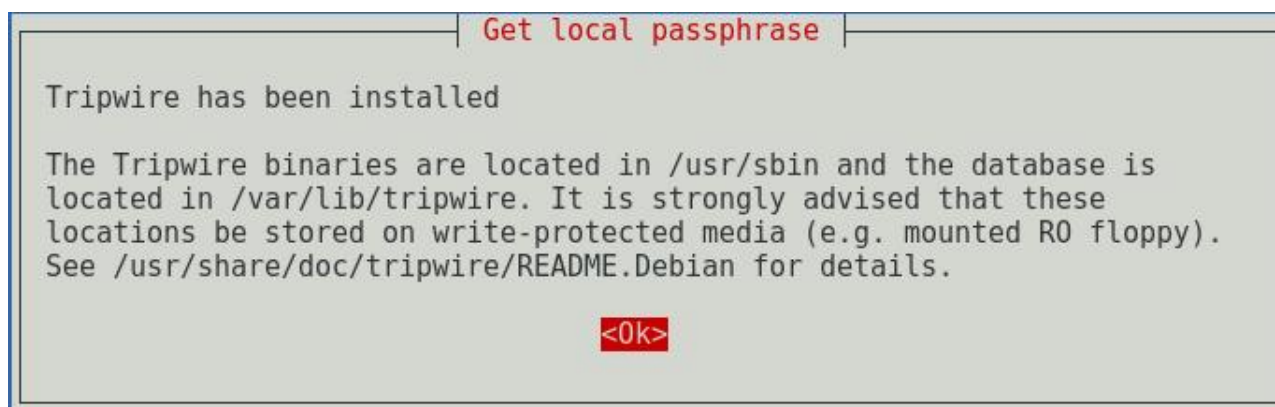 Get local passphrase
Tripwire has been installed
The Tripwire binaries are located in /usr/sbin and the database is
located in /var/lib/tripwire. It is strongly advised that these
locations be stored on write-protected media (e.g. mounted RO floppy).
See /usr/share/doc/tripwire/README.Debian for details.
<Ok>